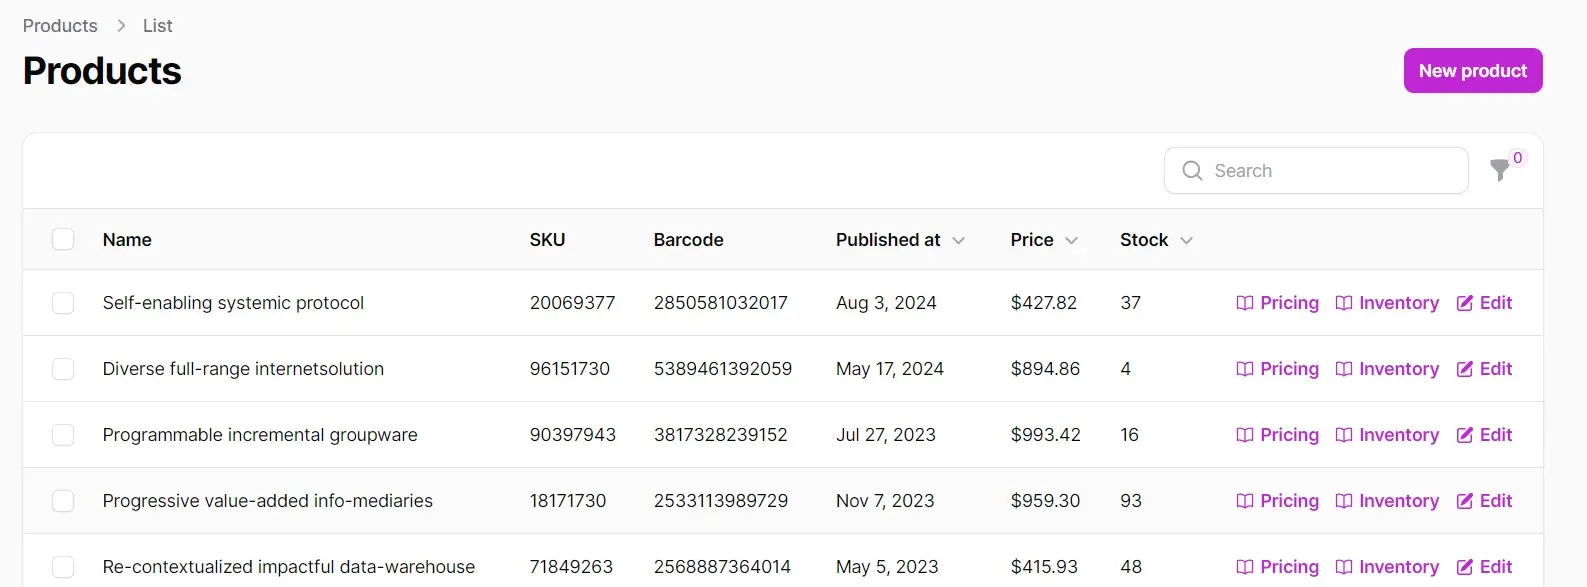 Products > List
Products
New product
Search
0
Name SKU Barcode Published at Price Stock
Self-enabling systemic protocol 20069377 2850581032017 Aug 3, 2024 $427.82 37 Pricing Inventory Edit
Diverse full-range internetsolution 96151730 5389461392059 May 17, 2024 $894.86 4 Pricing Inventory Edit
Programmable incremental groupware 90397943 3817328239152 Jul 27, 2023 $993.42 16 Pricing Inventory Edit
Progressive value-added info-mediaries 18171730 2533113989729 Nov 7, 2023 $959.30 93 Pricing Inventory Edit
Re-contextualized impactful data-warehouse 71849263 2568887364014 May 5, 2023 $415.93 48 Pricing Inventory Edit